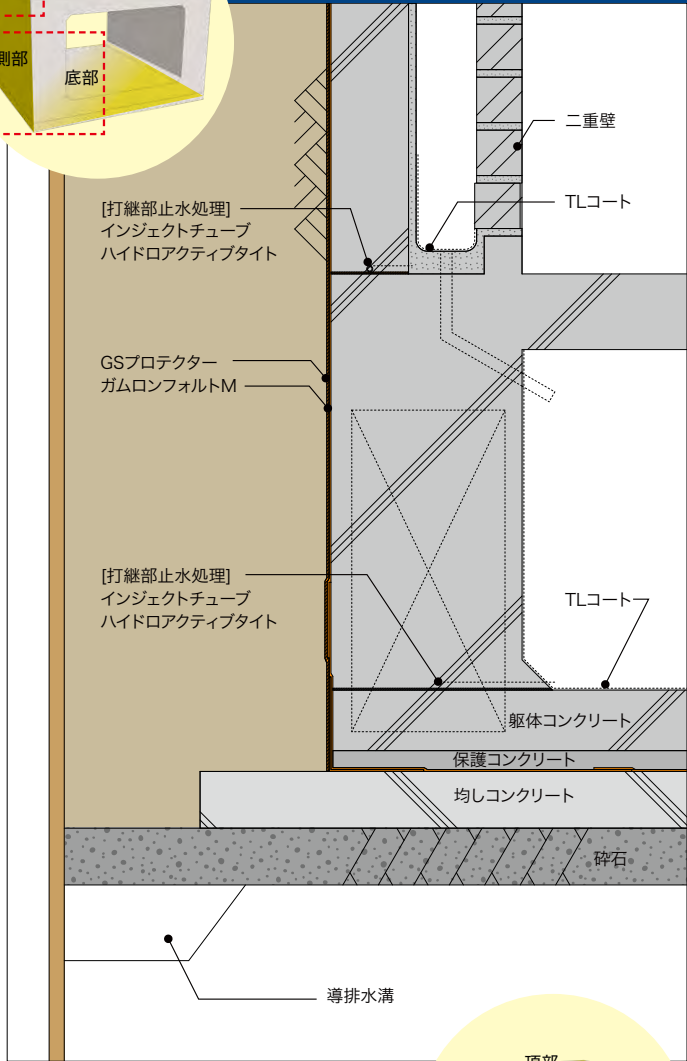 側部
底部
二重壁
TLコート
[打継部止水処理]
インジェクトチューブ
ハイドロアクティブタイト
GSプロテクター
ガムロンフォルトM
[打継部止水処理]
インジェクトチューブ
ハイドロアクティブタイト
TLコート
躯体コンクリート
保護コンクリート
均しコンクリート
砕石
導排水溝
頂部